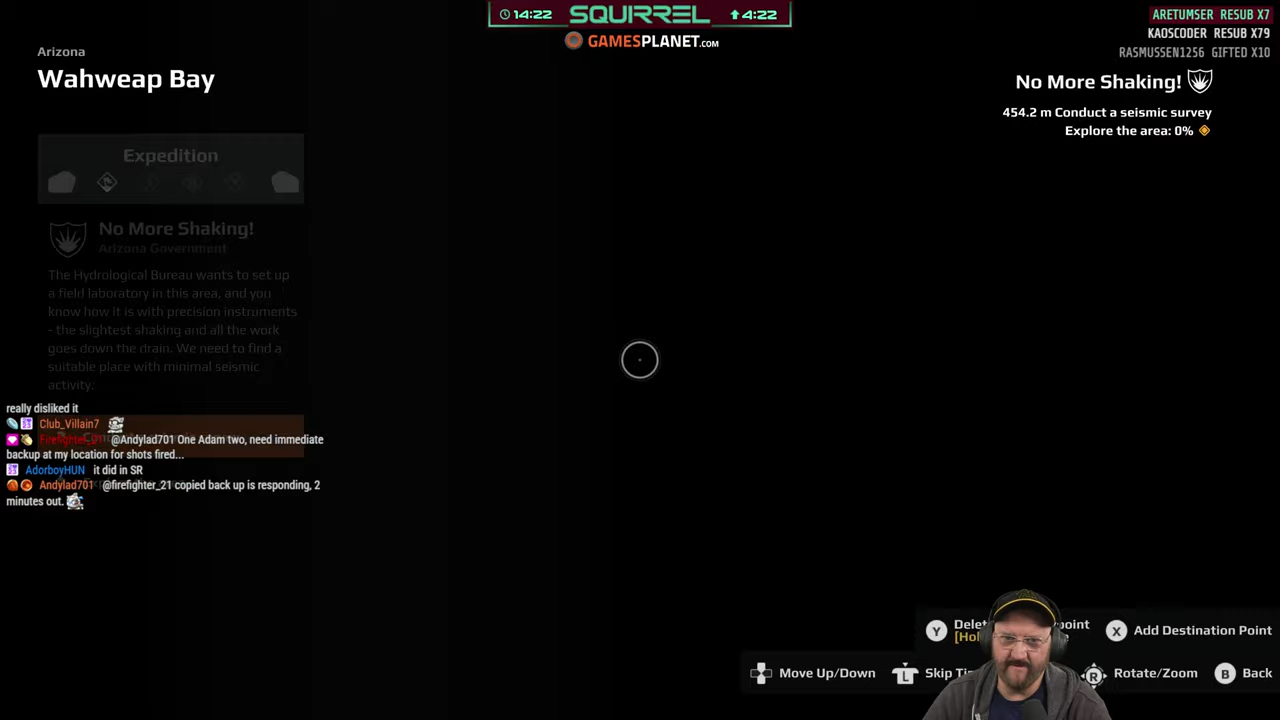 14:22 SQUIRREL 4:22
GAMESPLANET.COM
ARETUMSER RESUB X7
KAOSCODER RESUB X79
RASMUSSEN1256 GIFTED X10
Arizona
Wahweap Bay
No More Shaking!
454.2 m Conduct a seismic survey
Explore the area: 0%
Expedition
No More Shaking!
Arizona Government
The Hydrological Bureau wants to set up
a field laboratory in this area, and you
know how it is with precision instruments
- the slightest shaking and all the work
goes down the drain. We need to find a
suitable place with minimal seismic
activity.
really disliked it
Club_Villain7
Firefighter_21 @Andylad701 One Adam two, need immediate
backup at my location for shots fired...
AdorboyHUN it did in SR
Andylad701 @firefighter_21 copied back up is responding, 2
minutes out.
Y
X Add Destination Point
Move Up/Down
L Skip
R Rotate/Zoom
B Back